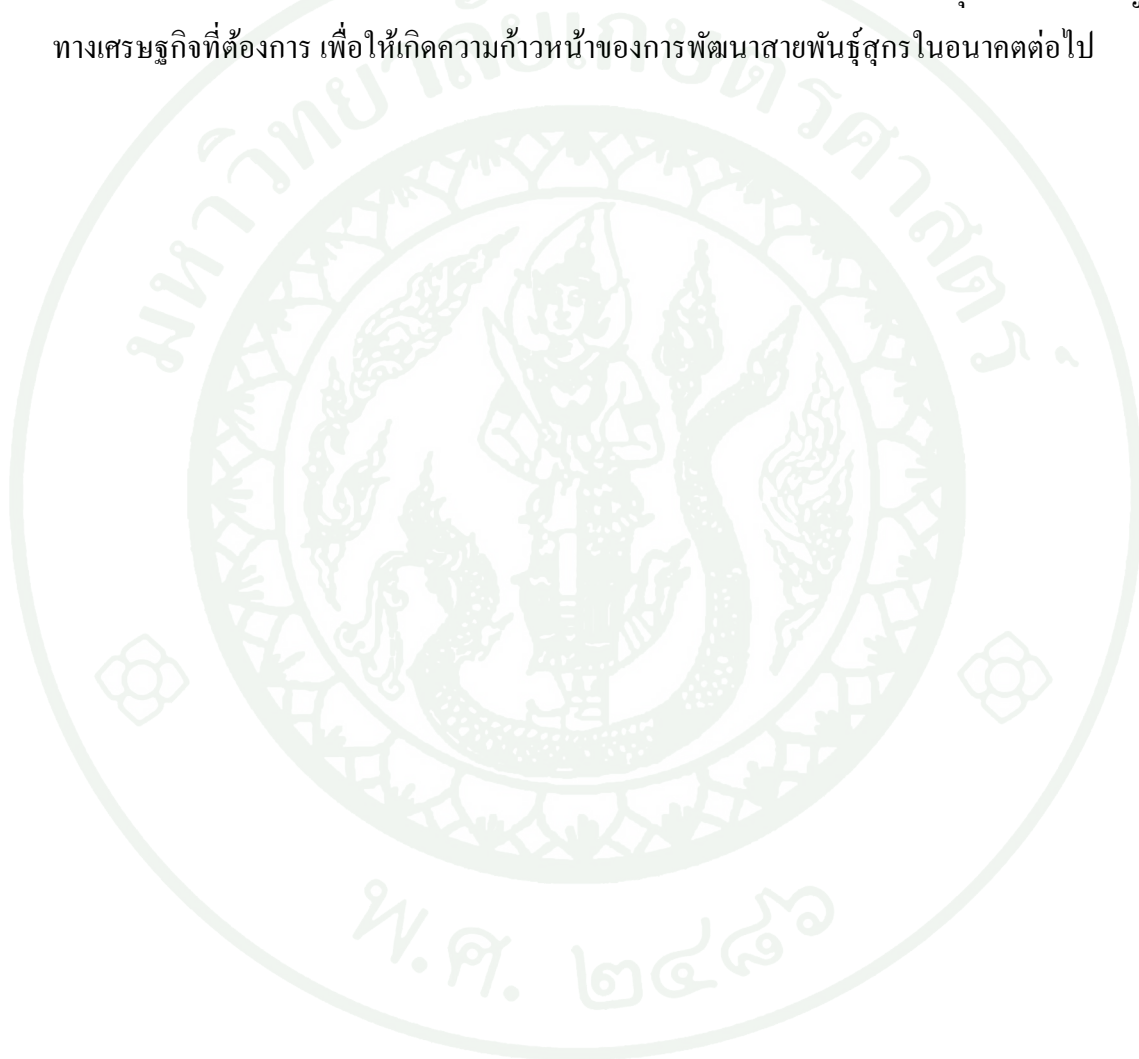 ทางเศรษฐกิจที่ต้องการ เพื่อให้เกิดความก้าวหน้าของการพัฒนาสายพันธุ์สุกรในอนาคตต่อไป
มหาวิทยาลัยเกษตรศาสตร์
พ.ศ. ๒๔๘๖